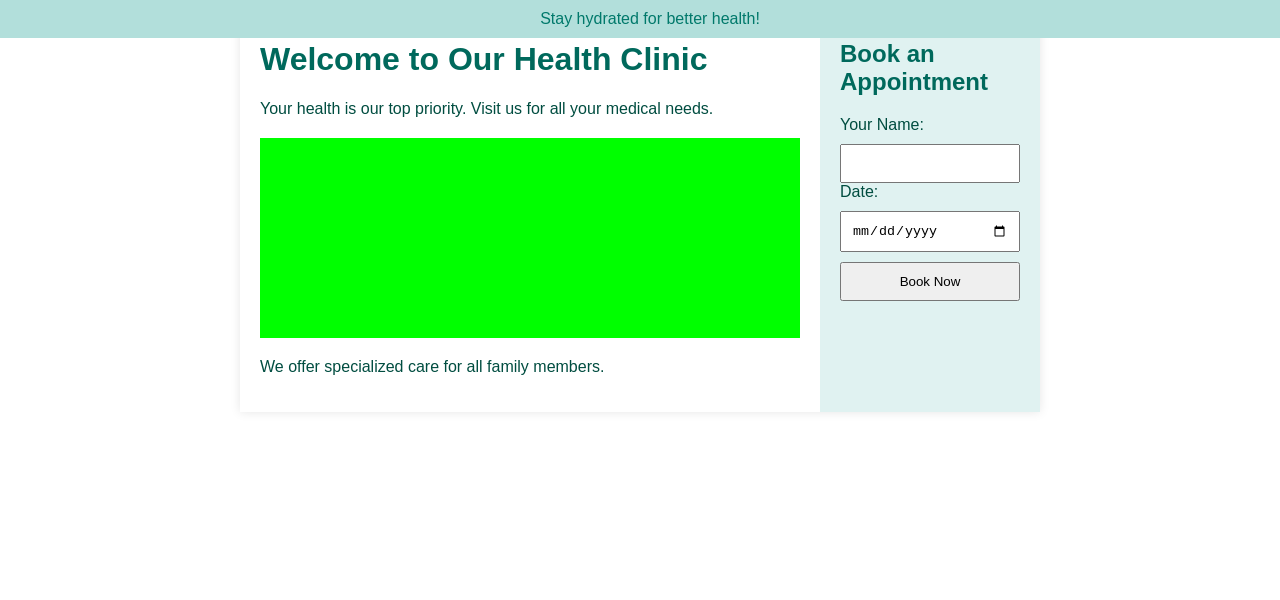 Stay hydrated for better health!
Welcome to Our Health Clinic
Your health is our top priority. Visit us for all your medical needs.
We offer specialized care for all family members.
Book an
Appointment
Your Name:
Date:
mm/dd/yyyy
Book Now